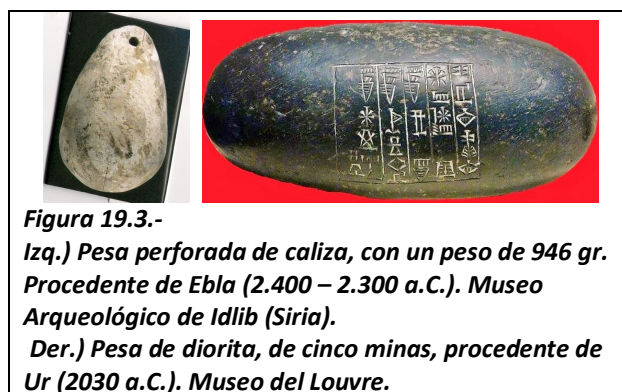 Figura 19.3.-
Izq.) Pesa perforada de caliza, con un peso de 946 gr.
Procedente de Ebla (2.400 – 2.300 a.C.). Museo
Arqueológico de Idlib (Siria).
Der.) Pesa de diorita, de cinco minas, procedente de
Ur (2030 a.C.). Museo del Louvre.